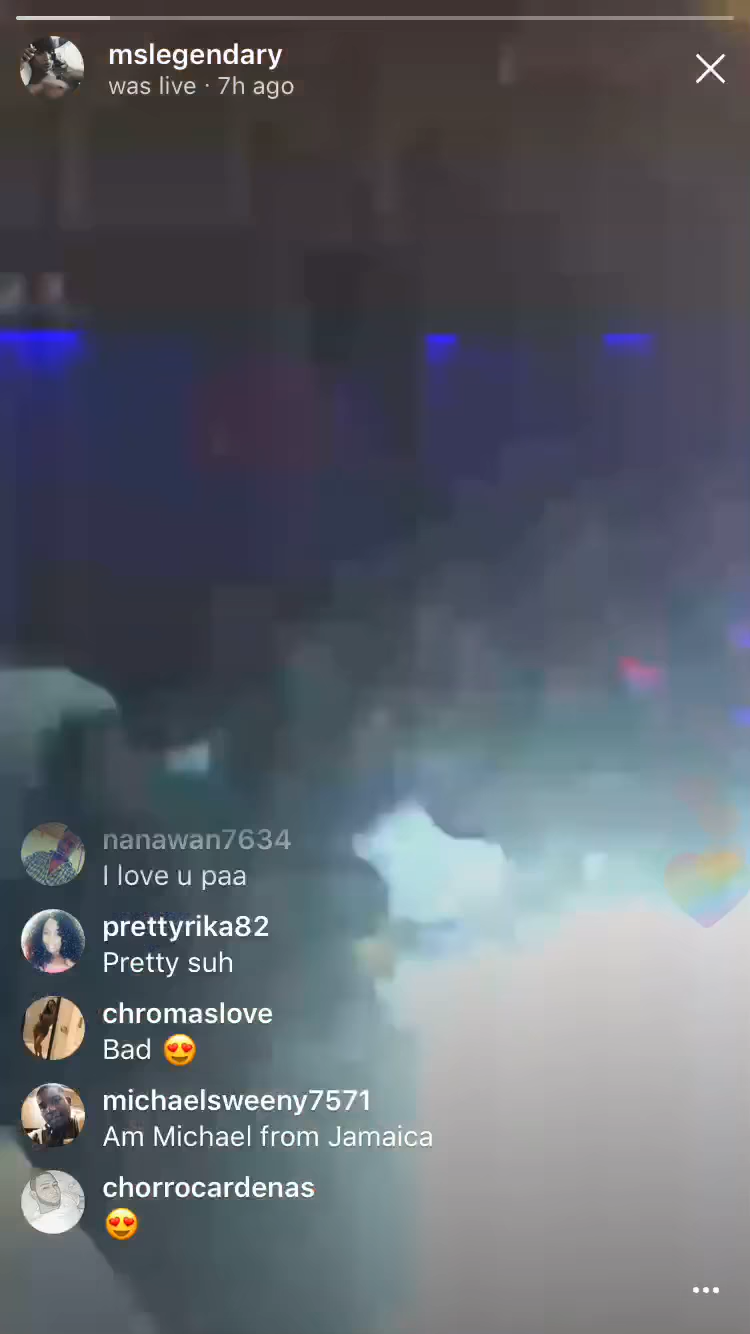 mslegendary
was live · 7h ago
nanawan7634
I love u paa
prettyrika82
Pretty suh
chromaslove
Bad 😍
michaelsweeny7571
Am Michael from Jamaica
chorrocardenas
😍